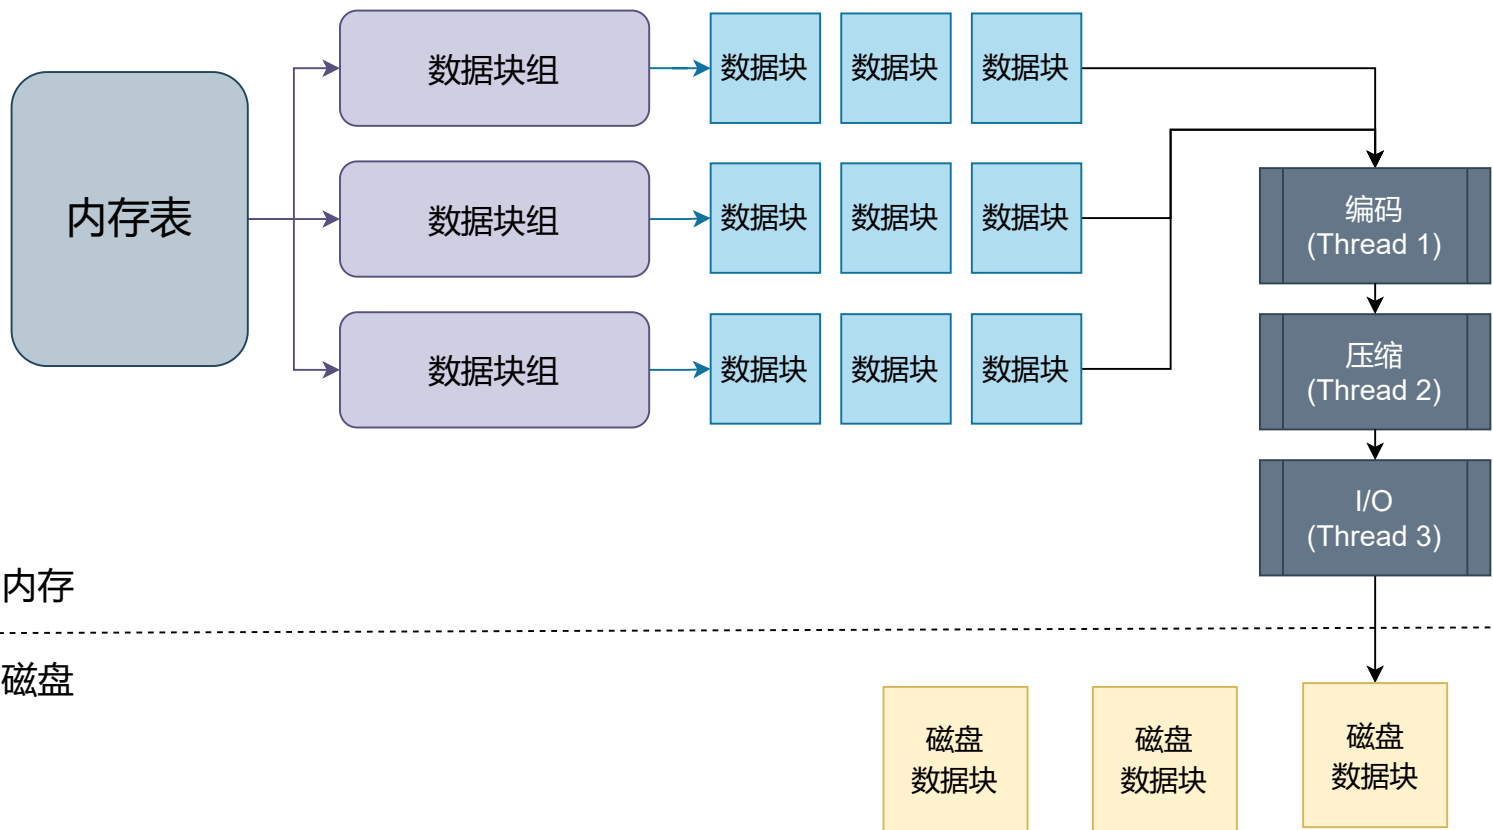 内存表
数据块组
数据块
数据块
数据块
数据块组
数据块
数据块
数据块
数据块组
数据块
数据块
数据块
编码
(Thread 1)
压缩
(Thread 2)
I/O
(Thread 3)
内存
磁盘
磁盘
数据块
磁盘
数据块
磁盘
数据块